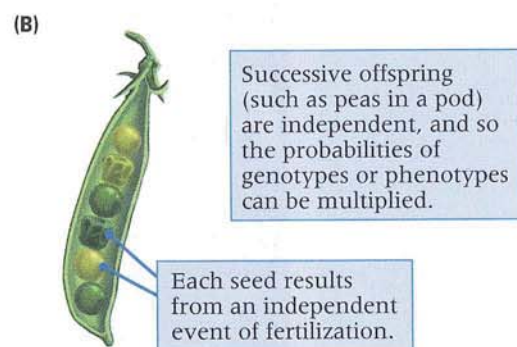 (B)
Successive offspring
(such as peas in a pod)
are independent, and so
the probabilities of
genotypes or phenotypes
can be multiplied.
Each seed results
from an independent
event of fertilization.